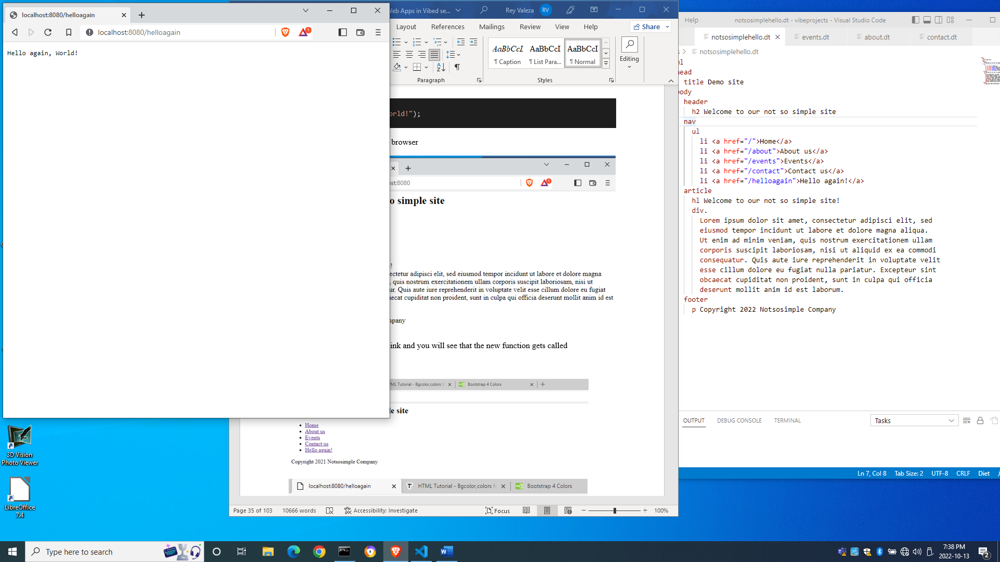 localhost:8080/helloagain
localhost:8080/helloagain
1
Hello again, World!
Web Apps in Vibed se...
Rey Valeza
RV
Layout
References
Mailings
Review
View
Help
Share
AaBbCcI
AaBbCcI
AaBbCcI
¶ Caption
¶ List Para...
¶ Normal
Editing
Paragraph
Styles
orld!");
browser
st:8080
1
o simple site
!
ectetur adipisci elit, sed eiusmod tempor incidunt ut labore et dolore magna
, quis nostrum exercitationem ullam corporis suscipit laboriosam, nisi ut
ur. Quis aute iure reprehenderit in voluptate velit esse cillum dolore eu fugiat
aecat cupiditat non proident, sunt in culpa qui officia deserunt mollit anim id est
mpany
ink and you will see that the new function gets called
TML Tutorial - Bgcolor,colors f
Bootstrap 4 Colors
le site
Home
About us
Events
Contact us
Hello again!
Copyright 2021 Notsosimple Company
localhost:8080/helloagain
HTML Tutorial - Bgcolor,colors fo
Bootstrap 4 Colors
Page 35 of 103
10666 words
Accessibility: Investigate
Focus
100%
Help
notsosimplehello.dt - vibeprojects - Visual Studio Code
notsosimplehello.dt
events.dt
about.dt
contact.dt
s > notsosimplehello.dt
ml
head
title Demo site
body
header
h2 Welcome to our not so simple site
nav
ul
li <a href="/">Home</a>
li <a href="/about">About us</a>
li <a href="/events">Events</a>
li <a href="/contact">Contact us</a>
li <a href="/helloagain">Hello again!</a>
article
hl Welcome to our not so simple site!
div.
Lorem ipsum dolor sit amet, consectetur adipisci elit, sed
eiusmod tempor incidunt ut labore et dolore magna aliqua.
Ut enim ad minim veniam, quis nostrum exercitationem ullam
corporis suscipit laboriosam, nisi ut aliquid ex ea commodi
consequatur. Quis aute iure reprehenderit in voluptate velit
esse cillum dolore eu fugiat nulla pariatur. Excepteur sint
obcaecat cupiditat non proident, sunt in culpa qui officia
deserunt mollit anim id est laborum.
footer
p Copyright 2022 Notsosimple Company
OUTPUT
DEBUG CONSOLE
TERMINAL
Tasks
Ln 7, Col 8
Tab Size: 2
UTF-8
CRLF
Diet
3D Vision
Photo Viewer
LibreOffice
7.4
Type here to search
7:38 PM
2022-10-13
2